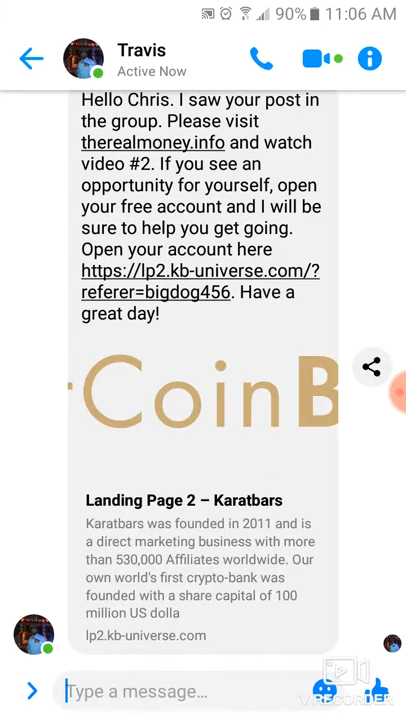 90% 11:06 AM
Travis
Active Now
Hello Chris. I saw your post in
the group. Please visit
therealmoney.info and watch
video #2. If you see an
opportunity for yourself, open
your free account and I will be
sure to help you get going.
Open your account here
https://lp2.kb-universe.com/?
referer=bigdog456. Have a
great day!
CoinB
Landing Page 2 – Karatbars
Karatbars was founded in 2011 and is
a direct marketing business with more
than 530,000 Affiliates worldwide. Our
own world's first crypto-bank was
founded with a share capital of 100
million US dolla
lp2.kb-universe.com
Type a message...
VIRECORDER